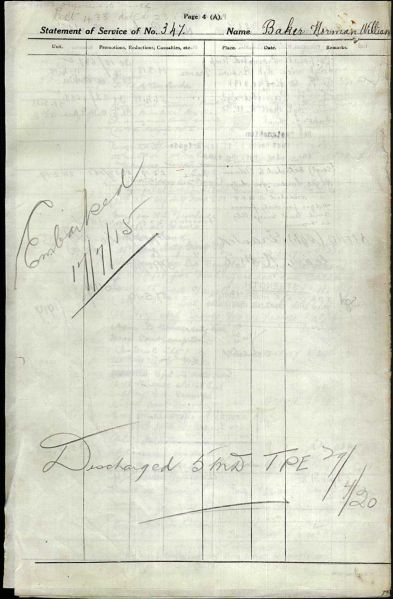 Page 4 (A).
Statement of Service of No. 347. Name Baker Norman William
Unit. Promotions, Reductions, Casualties, etc. Place. Date. Remarks.
Embarked
17/7/15
Discharged 5 MD TPE 29/
4/20